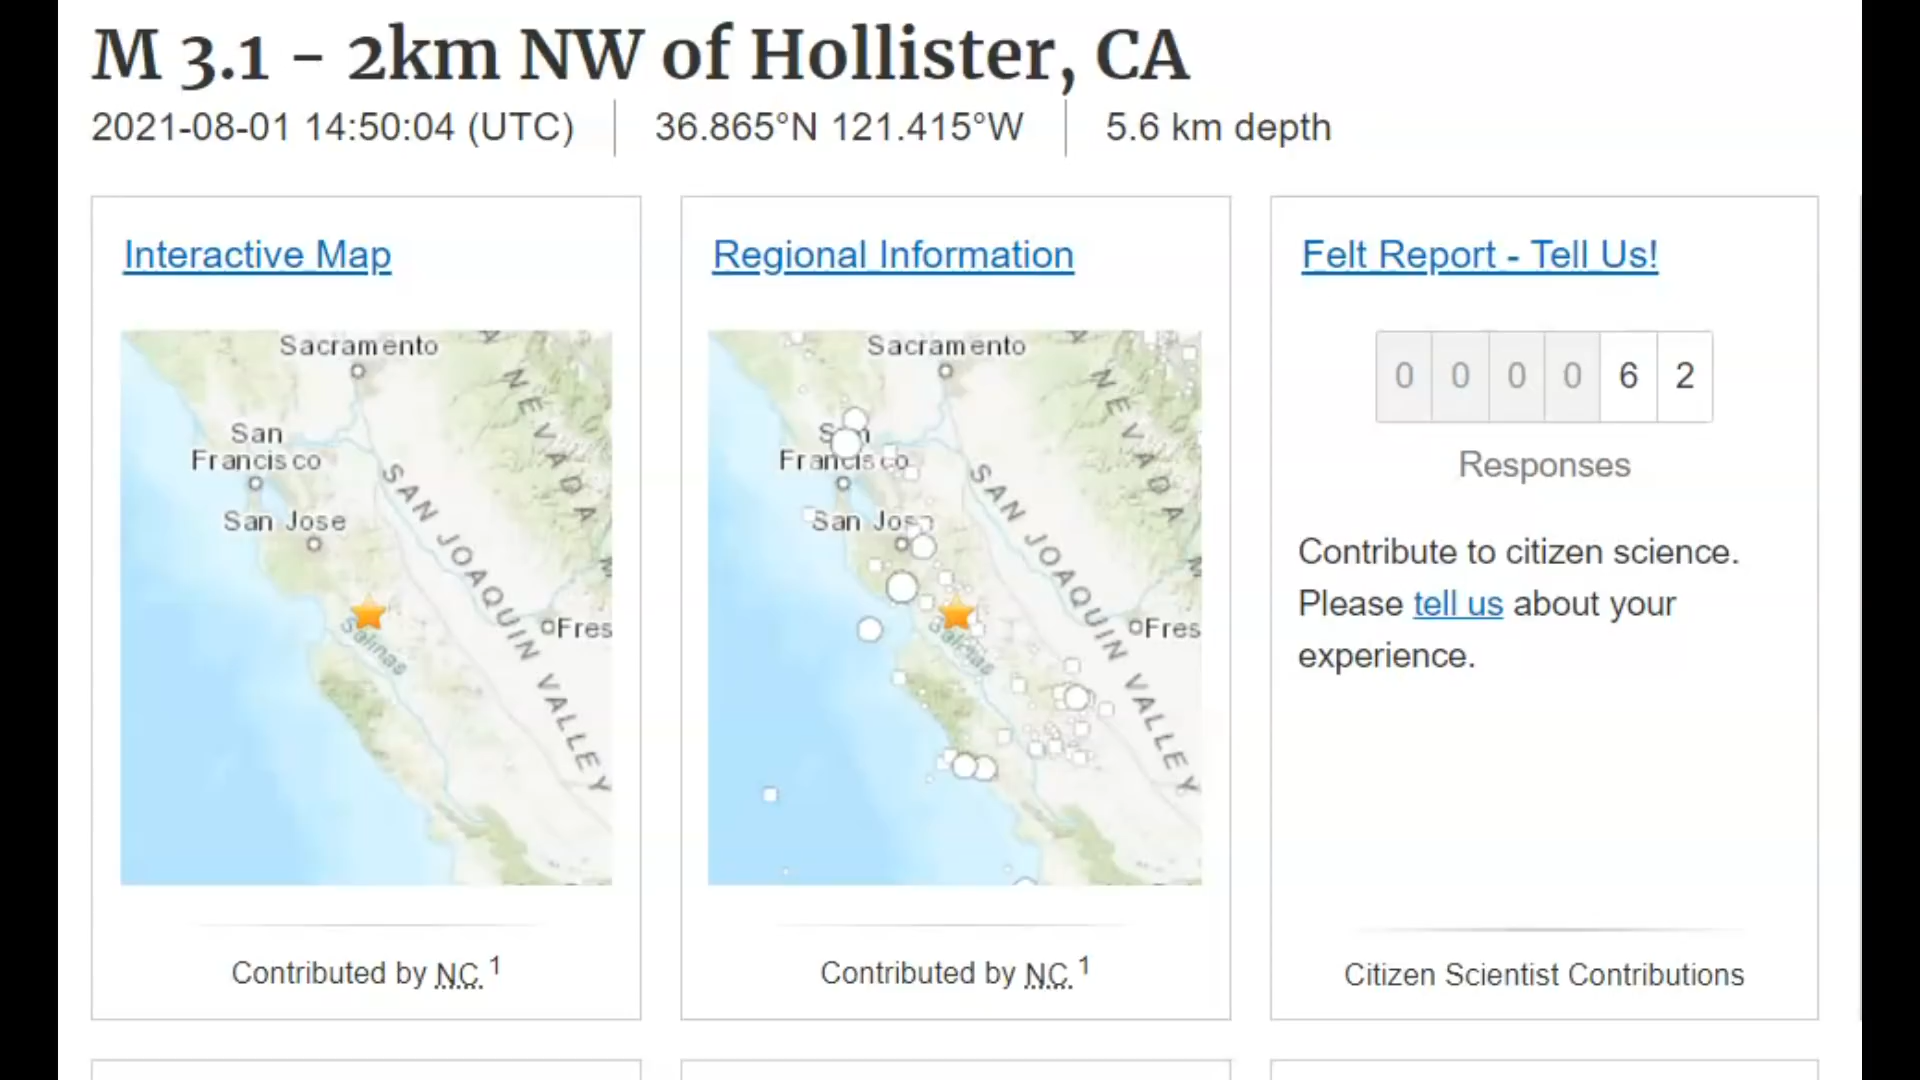 M 3.1 - 2km NW of Hollister, CA
2021-08-01 14:50:04 (UTC) 36.865°N 121.415°W 5.6 km depth
Interactive Map
Sacramento
San
Francisco
San Jose
NEVADA
SAN JOAQUIN VALLEY
Salinas
Fres
Contributed by NC 1
Regional Information
Sacramento
San
Francisco
San Jose
NEVADA
SAN JOAQUIN VALLEY
Salinas
Fres
Contributed by NC 1
Felt Report - Tell Us!
0 0 0 0 6 2
Responses
Contribute to citizen science.
Please tell us about your
experience.
Citizen Scientist Contributions